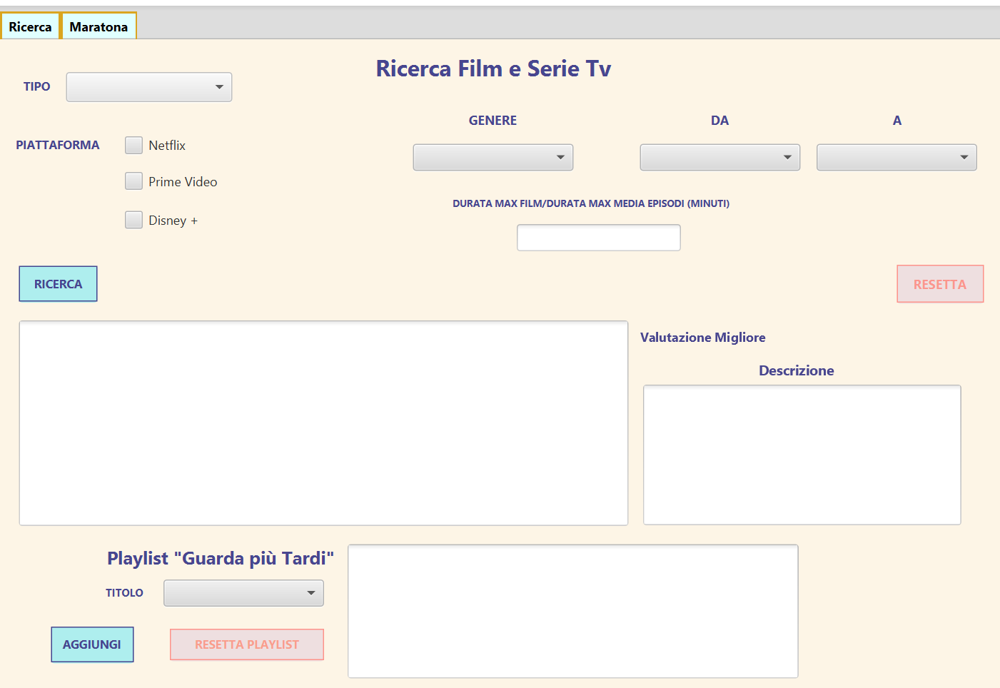 Ricerca Maratona
Ricerca Film e Serie Tv
TIPO
GENERE DA A
PIATTAFORMA Netflix
Prime Video
Disney +
DURATA MAX FILM/DURATA MAX MEDIA EPISODI (MINUTI)
RICERCA RESETTA
Valutazione Migliore
Descrizione
Playlist "Guarda più Tardi"
TITOLO
AGGIUNGI RESETTA PLAYLIST